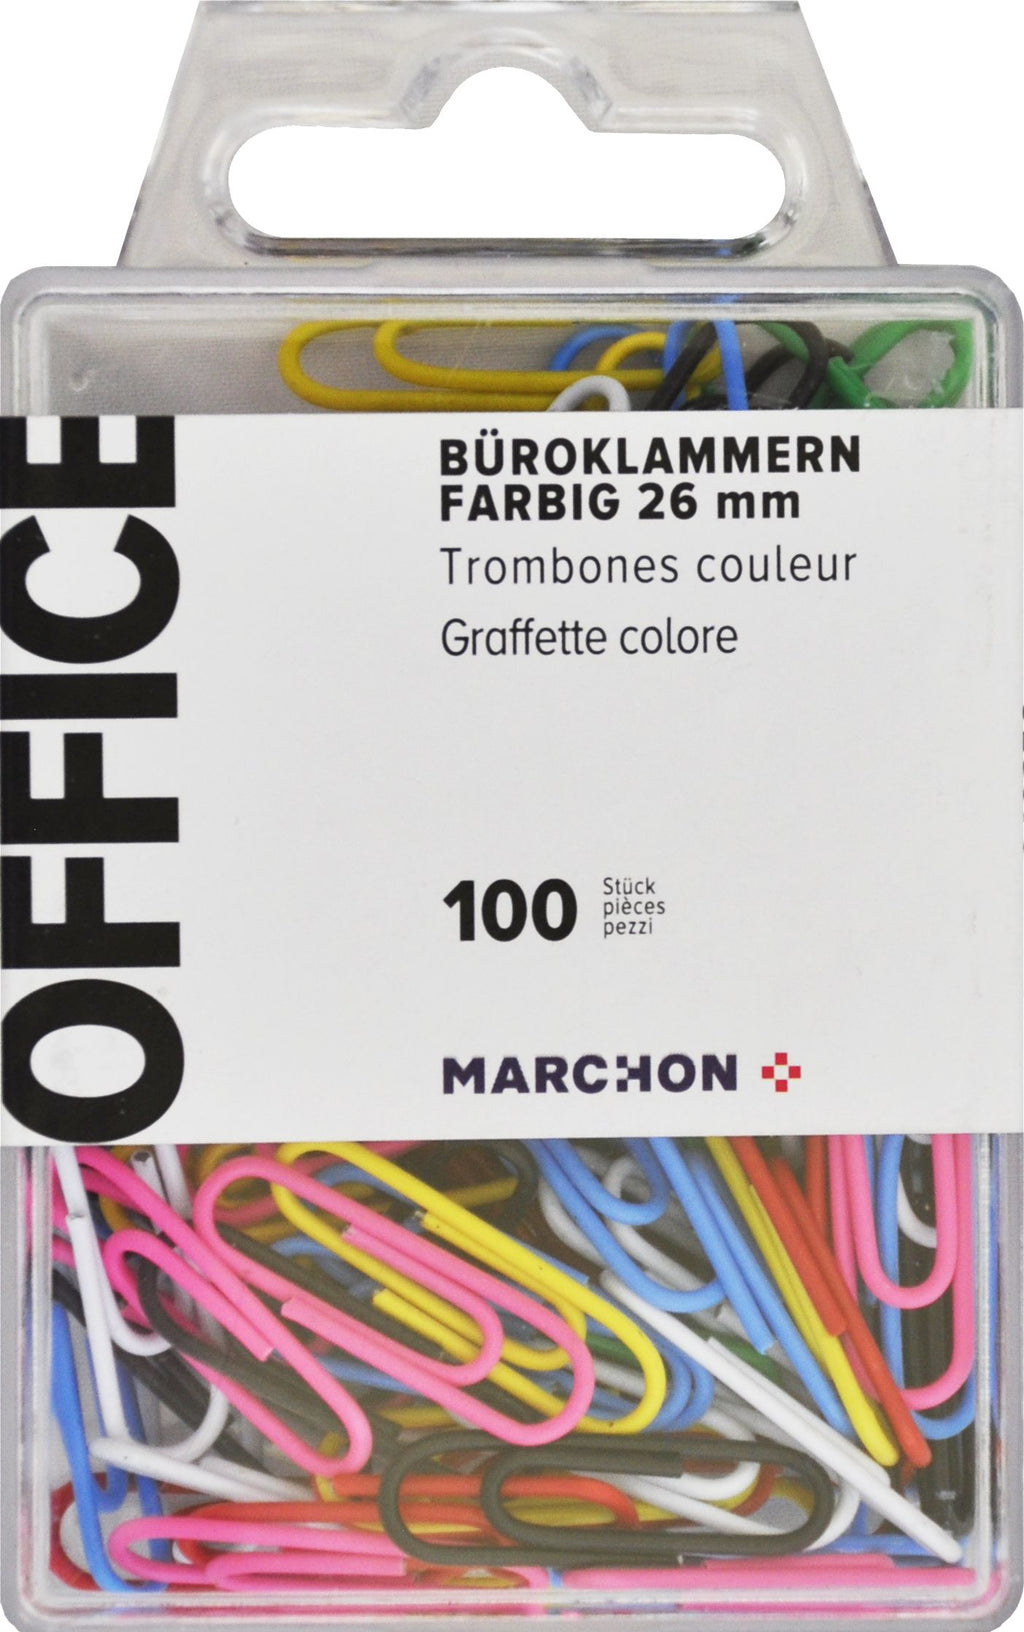 OFFICE
BÜROKLAMMERN
FARBIG 26 mm
Trombones couleur
Graffette colore
100
Stück
pièces
pezzi
MARCHON